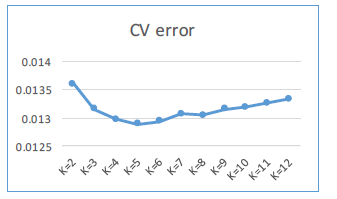 CV error
0.014
0.0135
0.013
0.0125
K=2
K=3
K=4
K=5
K=6
K=7
K=8
K=9
K=10
K=11
K=12